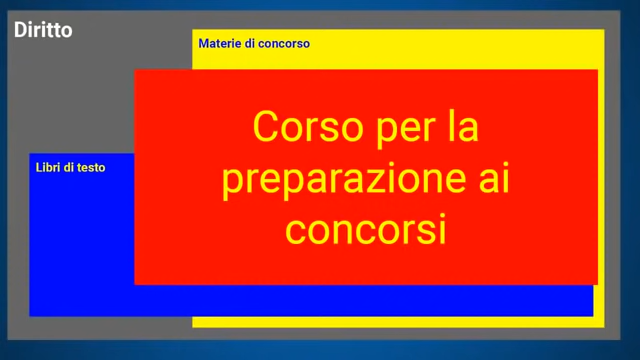 Diritto
Materie di concorso
Libri di testo
Corso per la
preparazione ai
concorsi